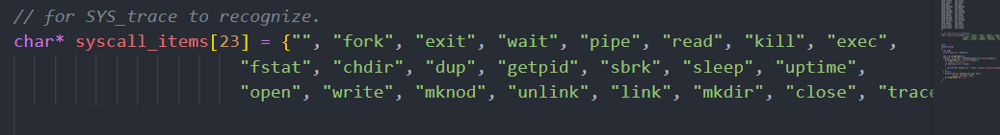 // for SYS_trace to recognize.
char* syscall_items[23] = {"", "fork", "exit", "wait", "pipe", "read", "kill", "exec",
"fstat", "chdir", "dup", "getpid", "sbrk", "sleep", "uptime",
"open", "write", "mknod", "unlink", "link", "mkdir", "close", "trace